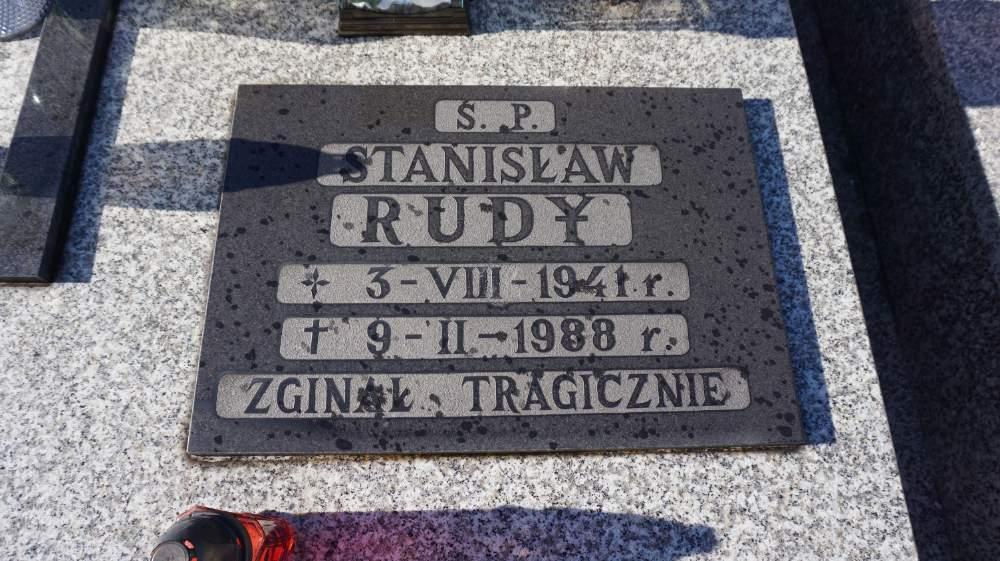 Ś. P.
STANISŁAW
RUDY
3-VIII-1941 r.
† 9-II-1988 r.
ZGINĄŁ TRAGICZNIE